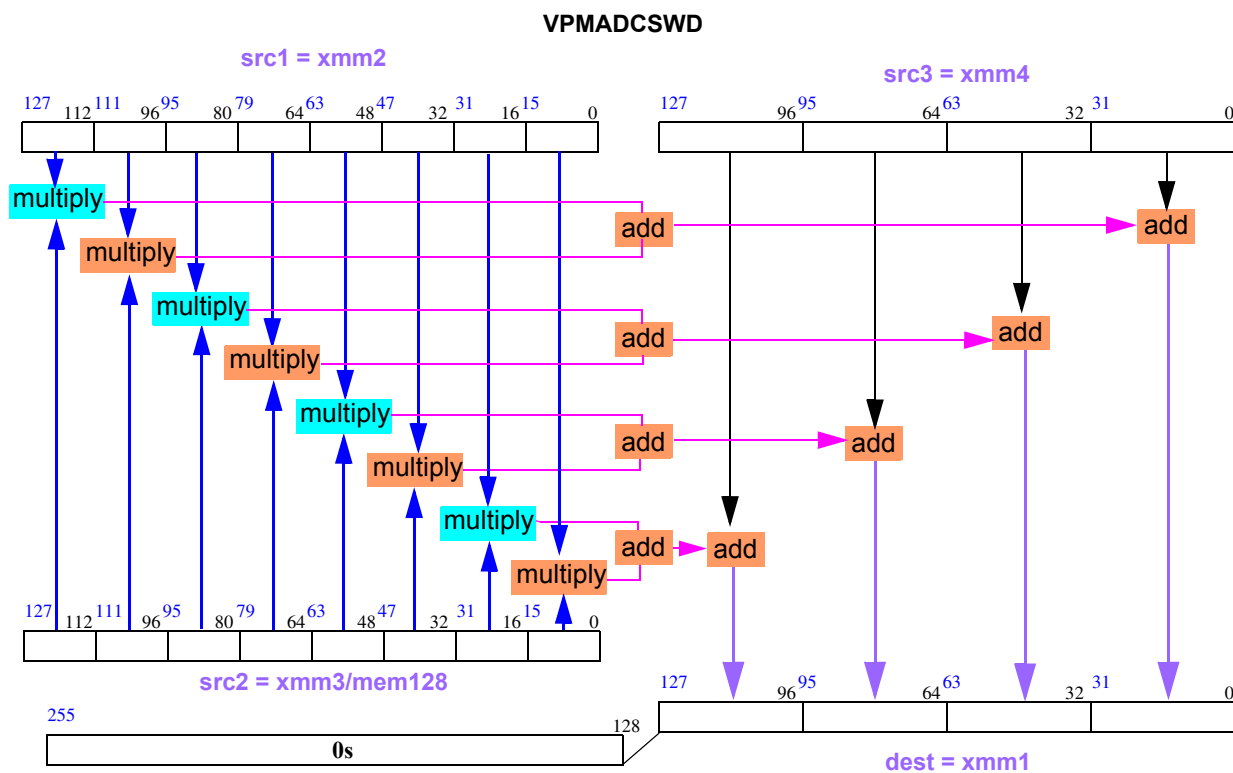 VPMADCSWD
src1 = xmm2
src3 = xmm4
127 111 95 79 63 47 31 15
112 96 80 64 48 32 16 0
127 95 63 31
96 64 32 0
multiply
add
add
multiply
multiply
add
add
multiply
multiply
add
add
multiply
multiply
add
add
multiply
127 111 95 79 63 47 31 15
112 96 80 64 48 32 16 0
src2 = xmm3/mem128
127 95 63 31
96 64 32 0
255
128
0s
dest = xmm1